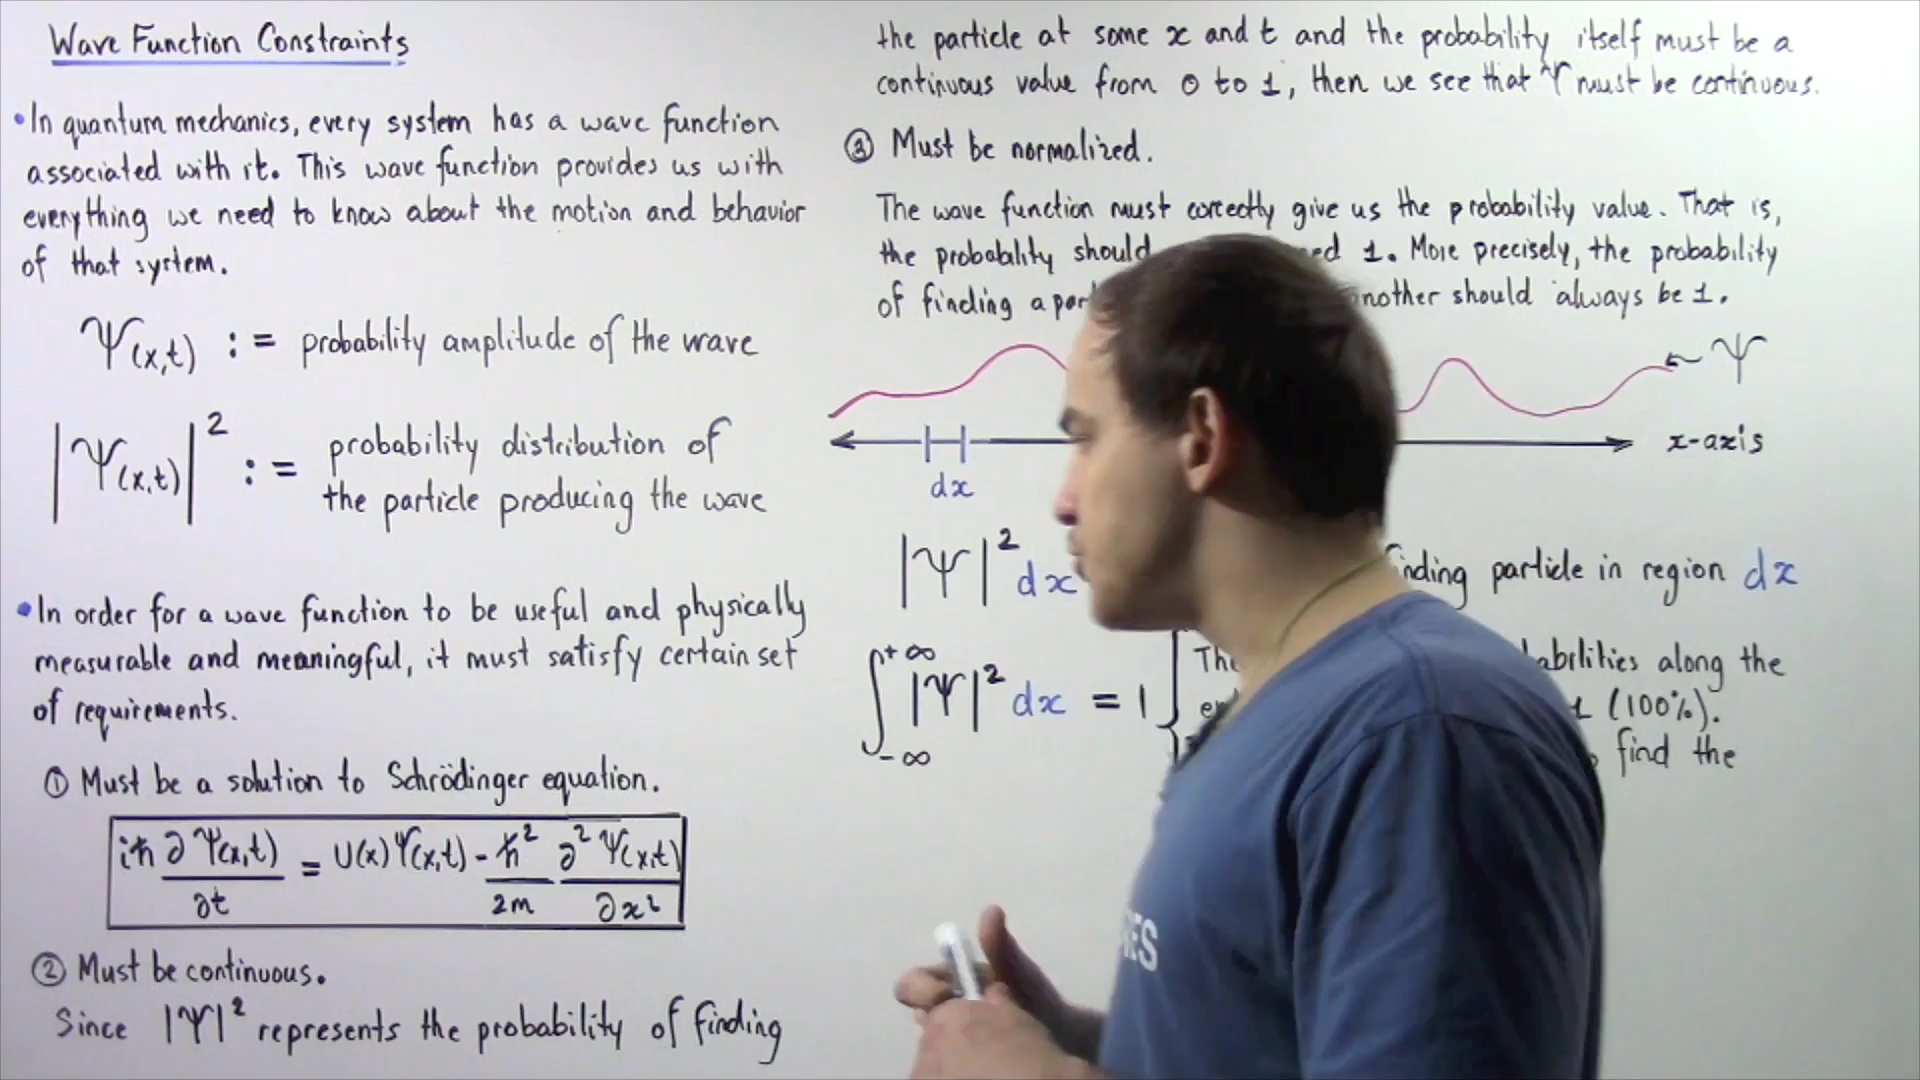 Wave Function Constraints
• In quantum mechanics, every system has a wave function
associated with it. This wave function provides us with
everything we need to know about the motion and behavior
of that system.
Ψ(x,t) := probability amplitude of the wave
|Ψ(x,t)|² := probability distribution of
the particle producing the wave
• In order for a wave function to be useful and physically
measurable and meaningful, it must satisfy certain set
of requirements.
① Must be a solution to Schrödinger equation.
iħ ∂Ψ(x,t)/∂t = U(x)Ψ(x,t) - ħ²/2m ∂²Ψ(x,t)/∂x²
② Must be continuous.
Since |Ψ|² represents the probability of finding
the particle at some x and t and the probability itself must be a
continuous value from 0 to 1, then we see that Ψ must be continuous.
③ Must be normalized.
The wave function must correctly give us the probability value. That is,
the probability should 1. More precisely, the probability
of finding a another should always be 1.
← Ψ
x-axis
dx
|Ψ|² dx finding particle in region dx
∫ +∞ -∞ |Ψ|² dx = 1 { along the
1 (100%).
find the
IES